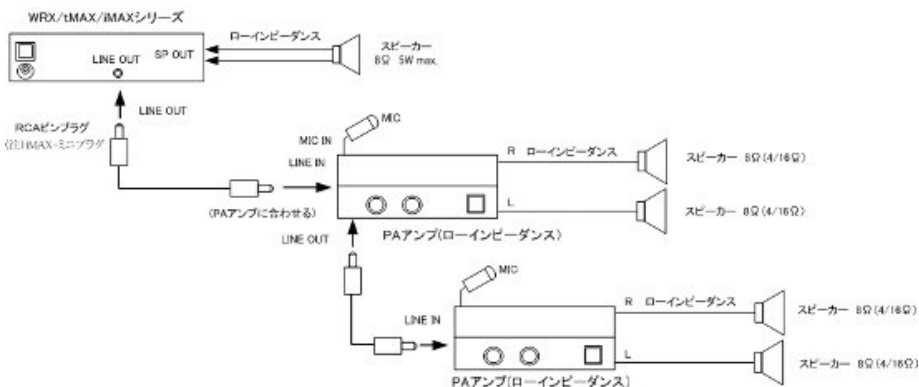 WRX/tMAX/iMAXシリーズ
LINE OUT
SP OUT
ローインピーダンス
スピーカー
8Ω 5W max.
LINE OUT
RCAピンプラグ
(注)tMAX-ミニプラグ
MIC
MIC IN
LINE IN
(PAアンプに合わせる)
R ローインピーダンス
スピーカー 8Ω(4/16Ω)
L
スピーカー 8Ω(4/16Ω)
PAアンプ(ローインピーダンス)
LINE OUT
MIC
LINE IN
R ローインピーダンス
スピーカー 8Ω(4/16Ω)
L
スピーカー 8Ω(4/16Ω)
PAアンプ(ローインピーダンス)